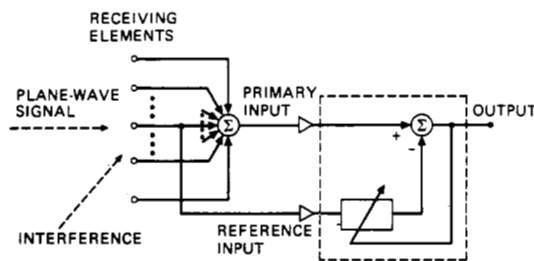 RECEIVING
ELEMENTS
PLANE-WAVE
SIGNAL
PRIMARY
INPUT
Σ
+
Σ
-
OUTPUT
INTERFERENCE
REFERENCE
INPUT